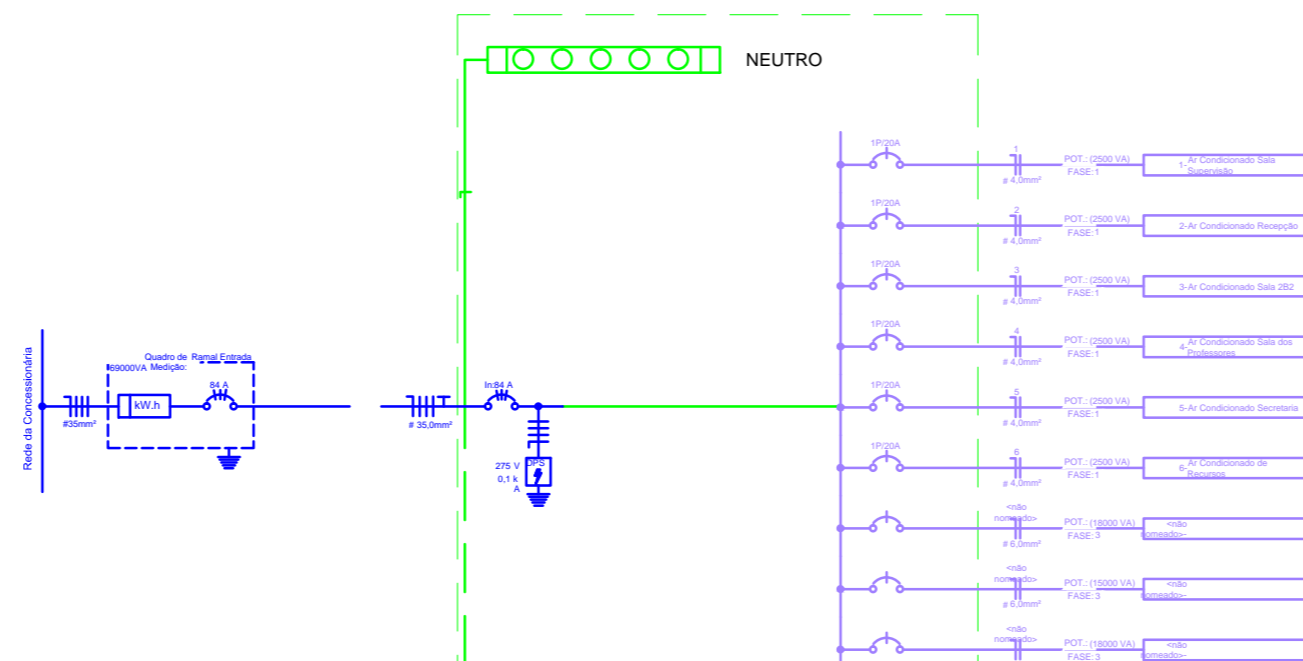 NEUTRO
1P/20A
1
# 4,0mm²
POT.: (2500 VA)
FASE: 1
1- Ar Condicionado Sala
Supervisão
1P/20A
2
# 4,0mm²
POT.: (2500 VA)
FASE: 1
2-Ar Condicionado Recepção
1P/20A
3
# 4,0mm²
POT.: (2500 VA)
FASE: 1
3-Ar Condicionado Sala 2B2
1P/20A
4
# 4,0mm²
POT.: (2500 VA)
FASE: 1
4- Ar Condicionado Sala dos
Professores
Rede da Concessionária
#35mm²
Quadro de Ramal Entrada
69000VA Medição:
kW.h
84 A
# 35,0mm²
In:84 A
275 V
0,1 k
A
DPS
1P/20A
5
# 4,0mm²
POT.: (2500 VA)
FASE: 1
5-Ar Condicionado Secretaria
1P/20A
6
# 4,0mm²
POT.: (2500 VA)
FASE: 1
6- Ar Condicionado de
Recursos
<não
nomeado>
# 6,0mm²
POT.: (18000 VA)
FASE: 3
<não
nomeado>-
<não
nomeado>
# 6,0mm²
POT.: (15000 VA)
FASE: 3
<não
nomeado>-
<não
nomeado>
POT.: (18000 VA)
FASE: 3
<não
nomeado>-